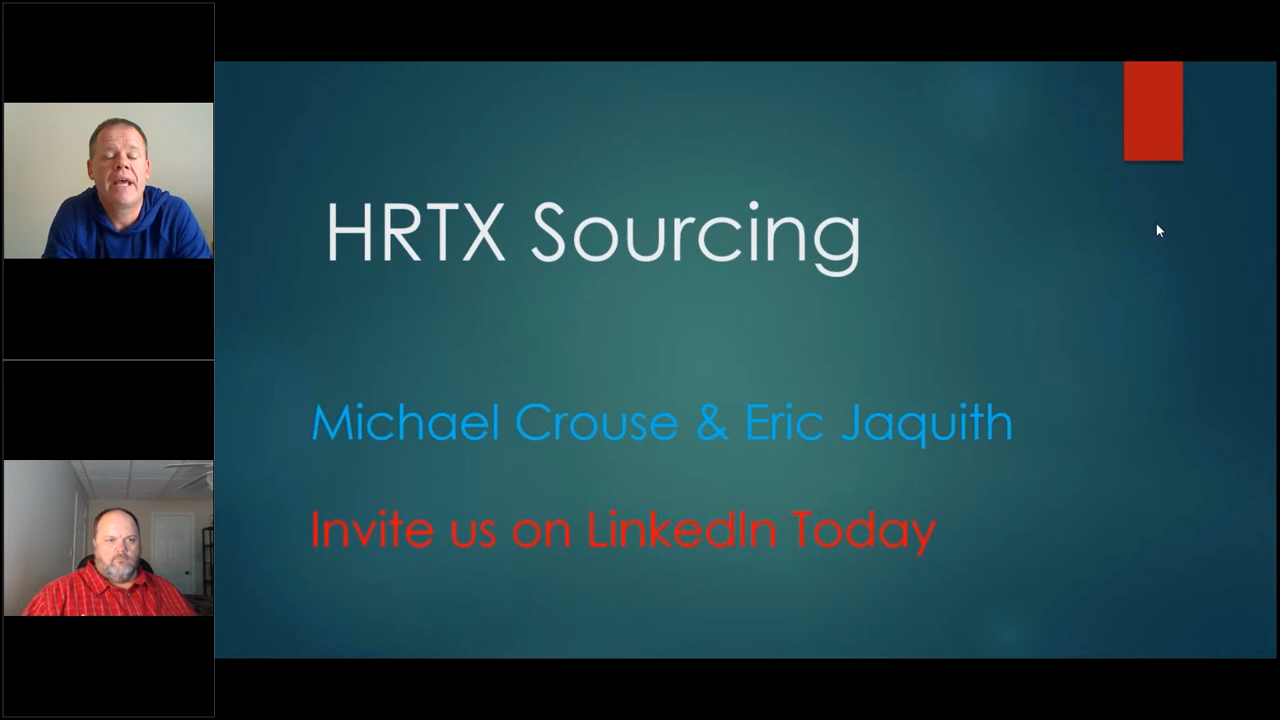 HRTX Sourcing
Michael Crouse & Eric Jaquith
Invite us on LinkedIn Today